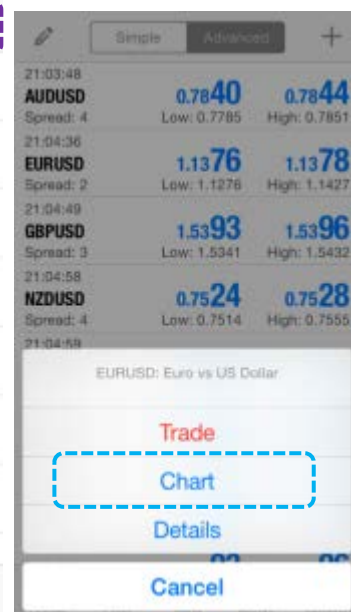 Simple Advanced +
21:03:48
AUDUSD 0.7840 0.7844
Spread: 4 Low: 0.7785 High: 0.7851
21:04:36
EURUSD 1.1376 1.1378
Spread: 2 Low: 1.1276 High: 1.1427
21:04:49
GBPUSD 1.5393 1.5396
Spread: 3 Low: 1.5341 High: 1.5432
21:04:58
NZDUSD 0.7524 0.7528
Spread: 4 Low: 0.7514 High: 0.7555
21:04:59
EURUSD: Euro vs US Dollar
Trade
Chart
Details
Cancel